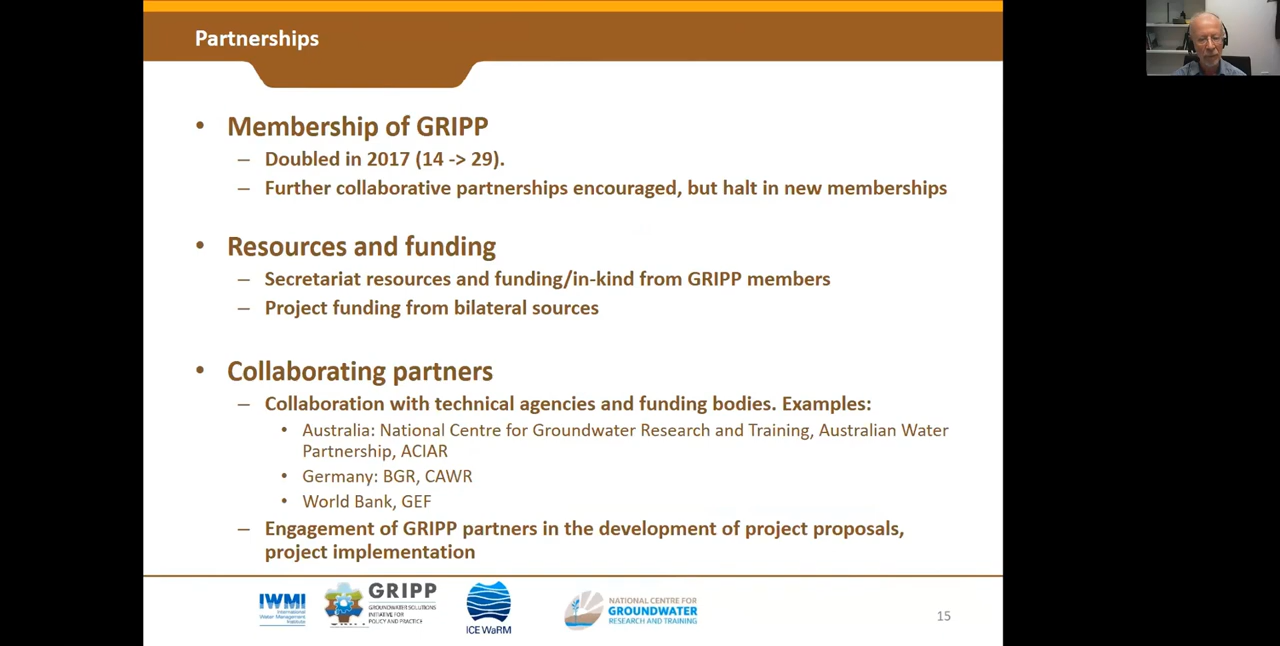 Partnerships
• Membership of GRIPP
– Doubled in 2017 (14 -> 29).
– Further collaborative partnerships encouraged, but halt in new memberships
• Resources and funding
– Secretariat resources and funding/in-kind from GRIPP members
– Project funding from bilateral sources
• Collaborating partners
– Collaboration with technical agencies and funding bodies. Examples:
• Australia: National Centre for Groundwater Research and Training, Australian Water
Partnership, ACIAR
• Germany: BGR, CAWR
• World Bank, GEF
– Engagement of GRIPP partners in the development of project proposals,
project implementation
IWMI
International
Water Management
Institute
GRIPP
GROUNDWATER SOLUTIONS
INITIATIVE FOR
POLICY AND PRACTICE
ICE WaRM
NATIONAL CENTRE FOR
GROUNDWATER
RESEARCH AND TRAINING
15